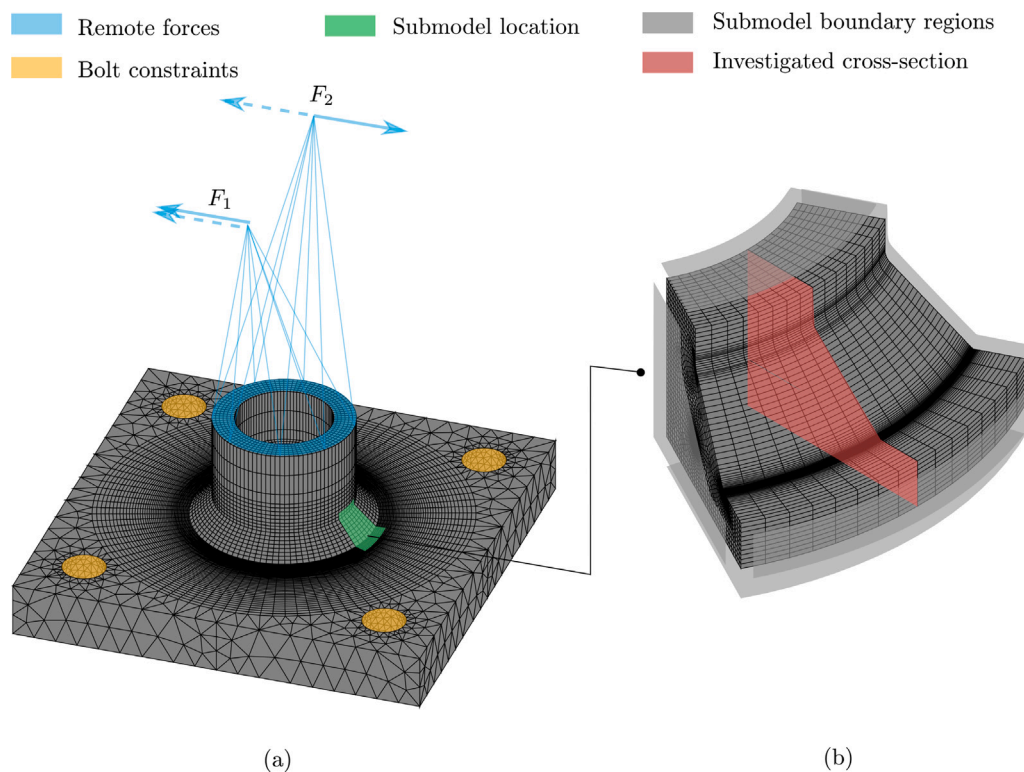 Remote forces
Submodel location
Submodel boundary regions
Bolt constraints
Investigated cross-section
F₂
F₁
(a)
(b)